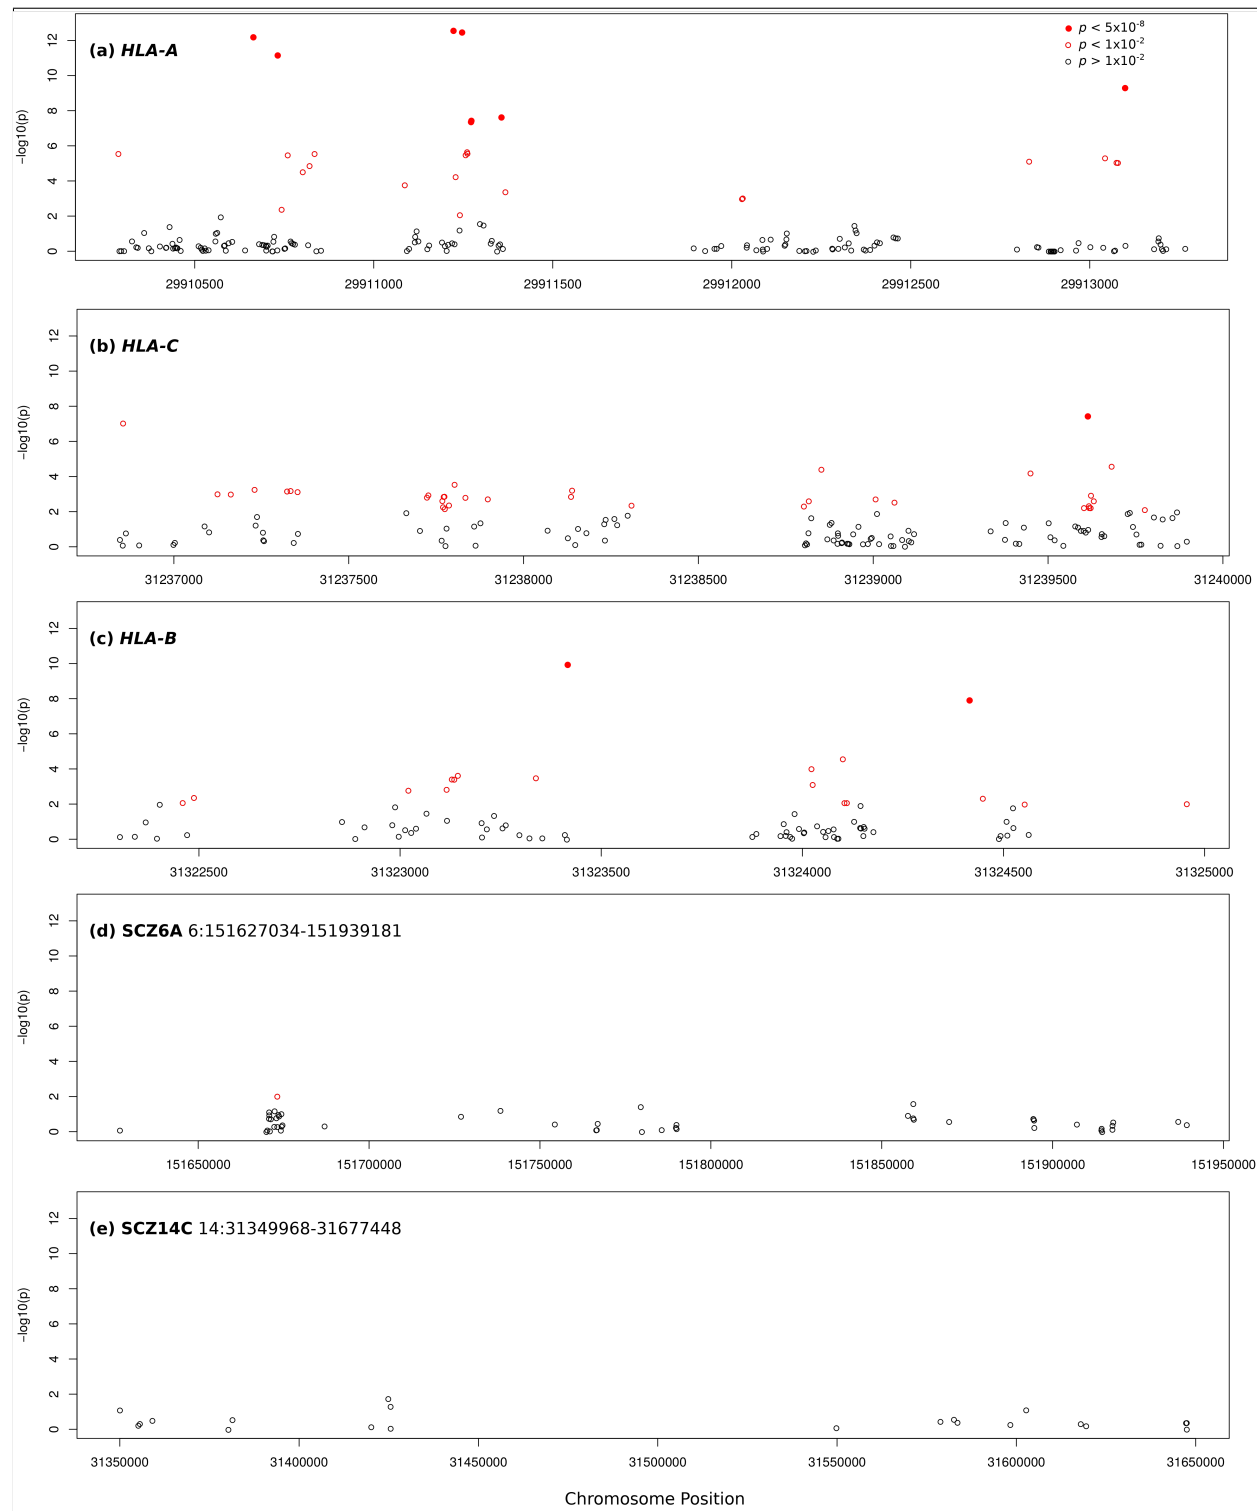 (a) HLA-A
p < 5x10-8
p < 1x10-2
p > 1x10-2
−log10(p)
0 2 4 6 8 10 12
29910500 29911000 29911500 29912000 29912500 29913000
(b) HLA-C
−log10(p)
0 2 4 6 8 10 12
31237000 31237500 31238000 31238500 31239000 31239500 31240000
(c) HLA-B
−log10(p)
0 2 4 6 8 10 12
31322500 31323000 31323500 31324000 31324500 31325000
(d) SCZ6A 6:151627034-151939181
−log10(p)
0 2 4 6 8 10 12
151650000 151700000 151750000 151800000 151850000 151900000 151950000
(e) SCZ14C 14:31349968-31677448
−log10(p)
0 2 4 6 8 10 12
31350000 31400000 31450000 31500000 31550000 31600000 31650000
Chromosome Position